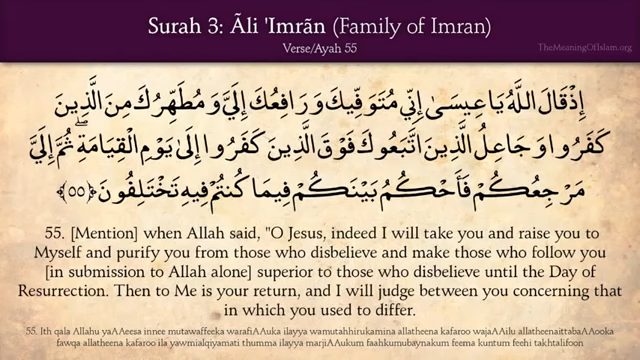 Surah 3: Ãli 'Imrãn (Family of Imran)
Verse/Ayah 55
TheMeaningOfIslam.org
إِذْ قَالَ اللَّهُ يَا عِيسَىٰ إِنِّي مُتَوَفِّيكَ وَرَافِعُكَ إِلَيَّ وَمُطَهِّرُكَ مِنَ الَّذِينَ
كَفَرُوا وَجَاعِلُ الَّذِينَ اتَّبَعُوكَ فَوْقَ الَّذِينَ كَفَرُوا إِلَىٰ يَوْمِ الْقِيَامَةِ ۖ ثُمَّ إِلَيَّ
مَرْجِعُكُمْ فَأَحْكُمُ بَيْنَكُمْ فِيمَا كُنتُمْ فِيهِ تَخْتَلِفُونَ ﴿٥٥﴾
55. [Mention] when Allah said, "O Jesus, indeed I will take you and raise you to
Myself and purify you from those who disbelieve and make those who follow you
[in submission to Allah alone] superior to those who disbelieve until the Day of
Resurrection. Then to Me is your return, and I will judge between you concerning that
in which you used to differ.
55. Ith qala Allahu yaAAeesa innee mutawaffeeka warafiAAuka ilayya wamutahhirukamina allatheena kafaroo wajaAAilu allatheenaittabaAAooka
fawqa allatheena kafaroo ila yawmialqiyamati thumma ilayya marjiAAukum faahkumubaynakum feema kuntum feehi takhtalifoon